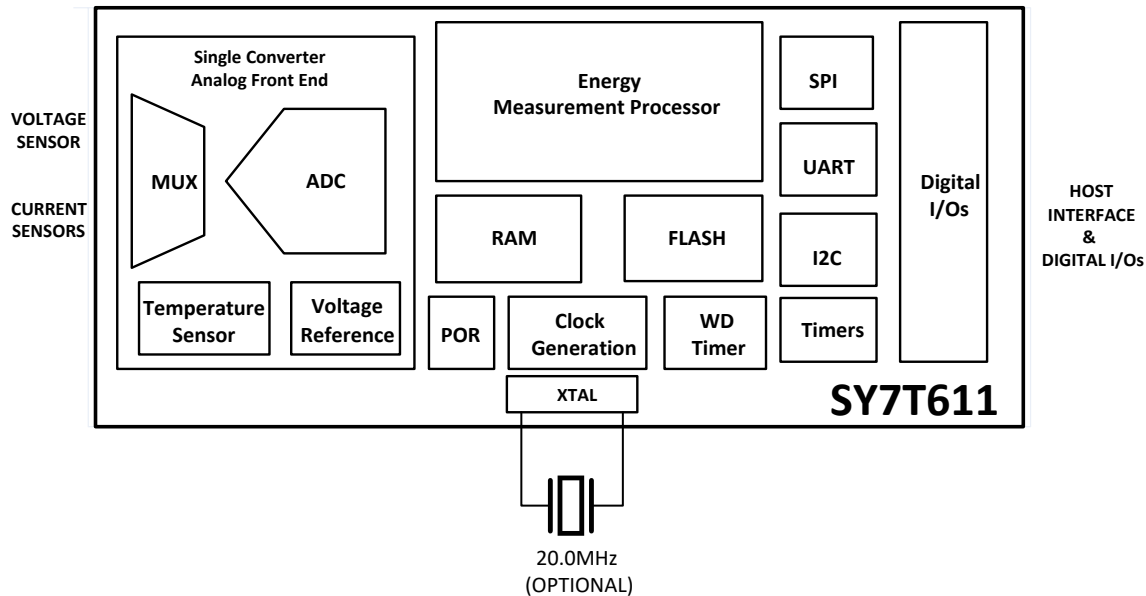 Single Converter
Analog Front End
VOLTAGE
SENSOR
CURRENT
SENSORS
MUX
ADC
Temperature
Sensor
Voltage
Reference
Energy
Measurement Processor
RAM
FLASH
POR
Clock
Generation
WD
Timer
XTAL
SPI
UART
I2C
Timers
Digital
I/Os
HOST
INTERFACE
&
DIGITAL I/Os
SY7T611
20.0MHz
(OPTIONAL)